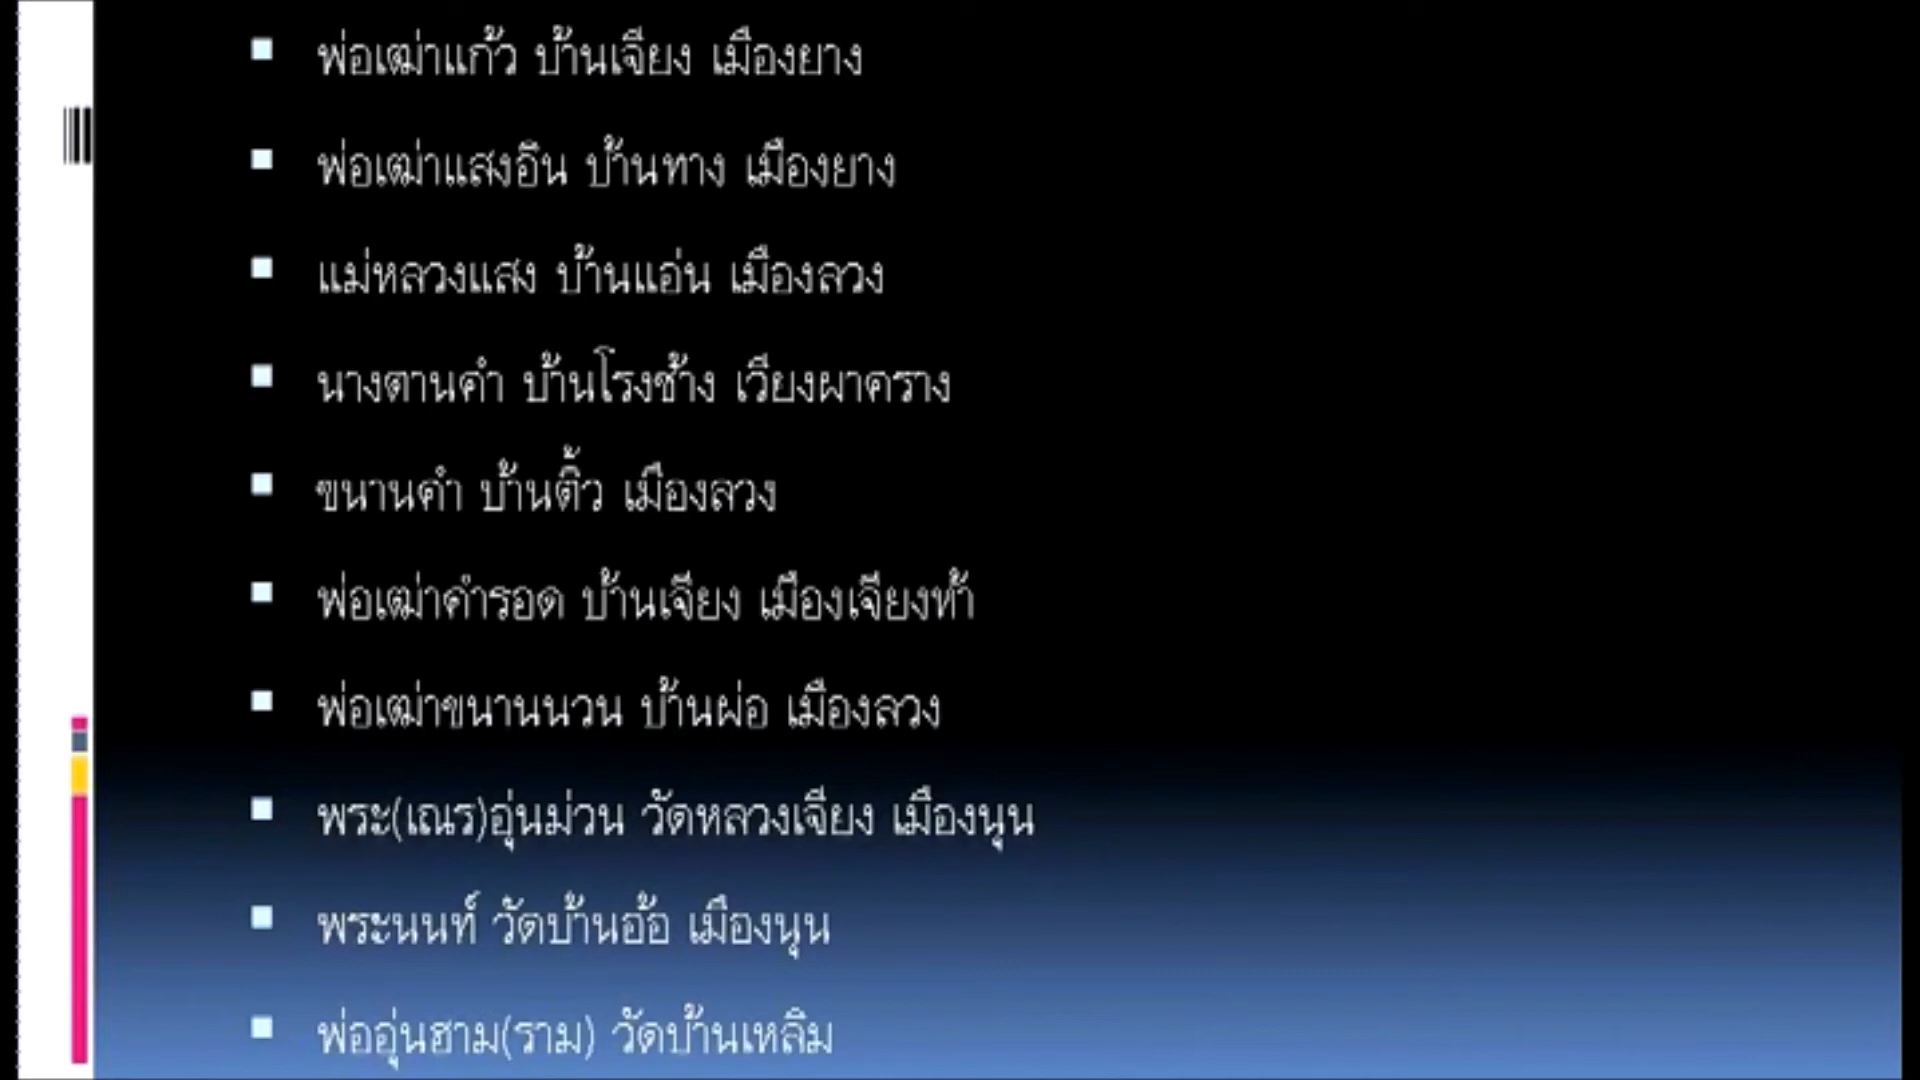 พ่อเฒ่าแก้ว บ้านเจียง เมืองยาง
พ่อเฒ่าแสงอิน บ้านทาง เมืองยาง
แม่หลวงแสง บ้านแอ่น เมืองลวง
นางตานคำ บ้านโรงช้าง เวียงผาคราง
ขนานคำ บ้านติ้ว เมืองลวง
พ่อเฒ่าคำรอด บ้านเจียง เมืองเจียงท้า
พ่อเฒ่าขนานนวน บ้านผ่อ เมืองลวง
พระ(เณร)อุ่นม่วน วัดหลวงเจียง เมืองนุน
พระนนท์ วัดบ้านอ้อ เมืองนุน
พ่ออุ่นฮาม(ราม) วัดบ้านเหลิม